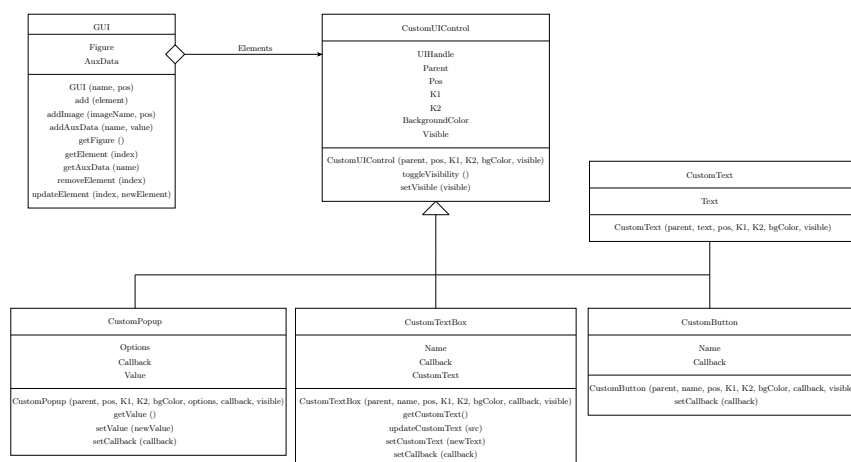 GUI
Figure
AuxData
GUI (name, pos)
add (element)
addImage (imageName, pos)
addAuxData (name, value)
getFigure ()
getElement (index)
getAuxData (name)
removeElement (index)
updateElement (index, newElement)
Elements
CustomUIControl
UIHandle
Parent
Pos
K1
K2
BackgroundColor
Visible
CustomUIControl (parent, pos, K1, K2, bgColor, visible)
toggleVisibility ()
setVisible (visible)
CustomText
Text
CustomText (parent, text, pos, K1, K2, bgColor, visible)
CustomPopup
Options
Callback
Value
CustomPopup (parent, pos, K1, K2, bgColor, options, callback, visible)
getValue ()
setValue (newValue)
setCallback (callback)
CustomTextBox
Name
Callback
CustomText
CustomTextBox (parent, name, pos, K1, K2, bgColor, callback, visible)
getCustomText()
updateCustomText (src)
setCustomText (newText)
setCallback (callback)
CustomButton
Name
Callback
CustomButton (parent, name, pos, K1, K2, bgColor, callback, visible
setCallback (callback)